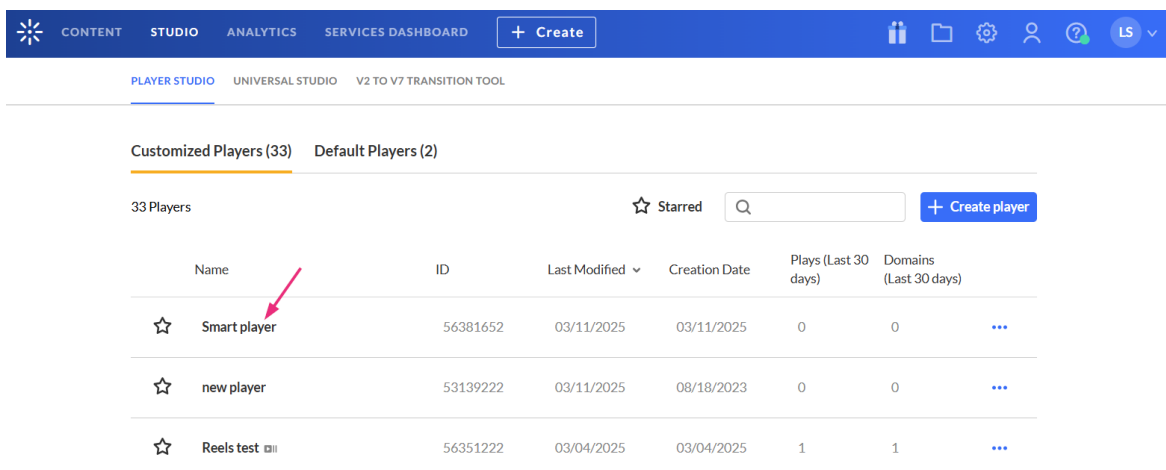 CONTENT STUDIO ANALYTICS SERVICES DASHBOARD + Create LS
PLAYER STUDIO UNIVERSAL STUDIO V2 TO V7 TRANSITION TOOL
Customized Players (33) Default Players (2)
33 Players Starred + Create player
Name ID Last Modified Creation Date Plays (Last 30 days) Domains (Last 30 days)
Smart player 56381652 03/11/2025 03/11/2025 0 0
new player 53139222 03/11/2025 08/18/2023 0 0
Reels test 56351222 03/04/2025 03/04/2025 1 1